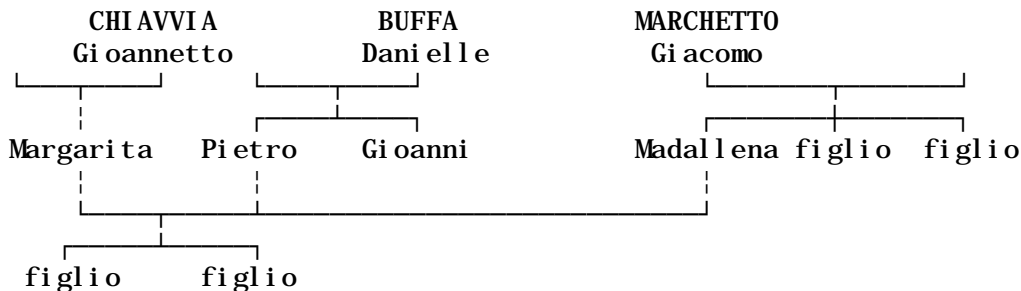 CHIAVVIA BUFFA MARCHETTO
Gioannetto Danielle Giacomo
Margarita Pietro Gioanni Madallena figlio figlio
figlio figlio